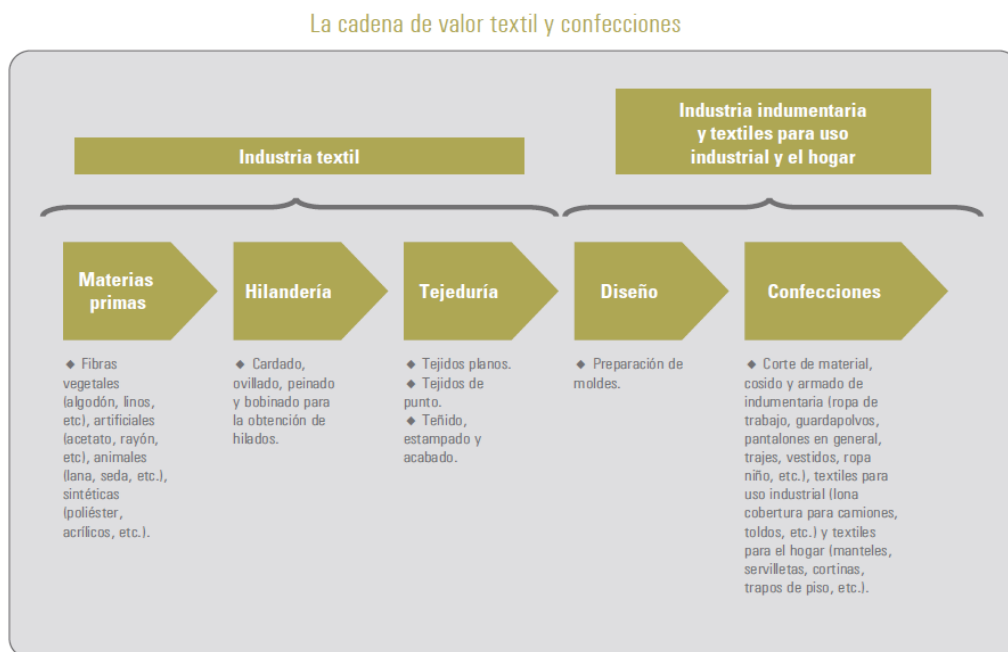 La cadena de valor textil y confecciones
Industria textil
Industria indumentaria
y textiles para uso
industrial y el hogar
Materias
primas
Hilandería
Tejeduría
Diseño
Confecciones
◆ Fibras
vegetales
(algodón, linos,
etc), artificiales
(acetato, rayón,
etc), animales
(lana, seda, etc.),
sintéticas
(poliéster,
acrílicos, etc.).
◆ Cardado,
ovillado, peinado
y bobinado para
la obtención de
hilados.
◆ Tejidos planos.
◆ Tejidos de
punto.
◆ Teñido,
estampado y
acabado.
◆ Preparación de
moldes.
◆ Corte de material,
cosido y armado de
indumentaria (ropa de
trabajo, guardapolvos,
pantalones en general,
trajes, vestidos, ropa
niño, etc.), textiles para
uso industrial (lona
cobertura para camiones,
toldos, etc.) y textiles
para el hogar (manteles,
servilletas, cortinas,
trapos de piso, etc.).